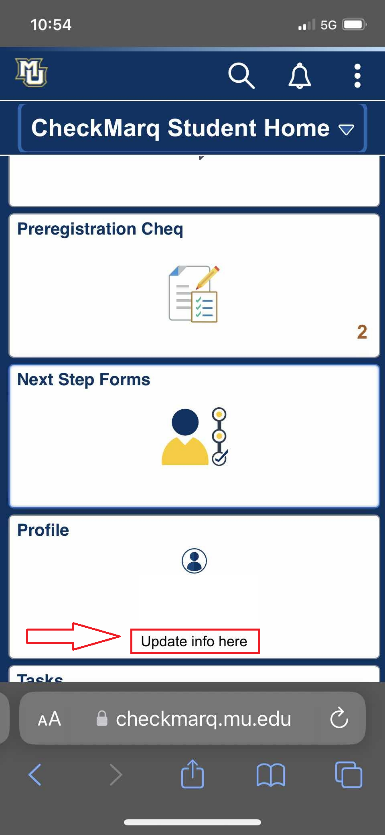 10:54
5G
MU
CheckMarq Student Home
Preregistration Cheq
2
Next Step Forms
Profile
Update info here
Tasks
AA
checkmarq.mu.edu